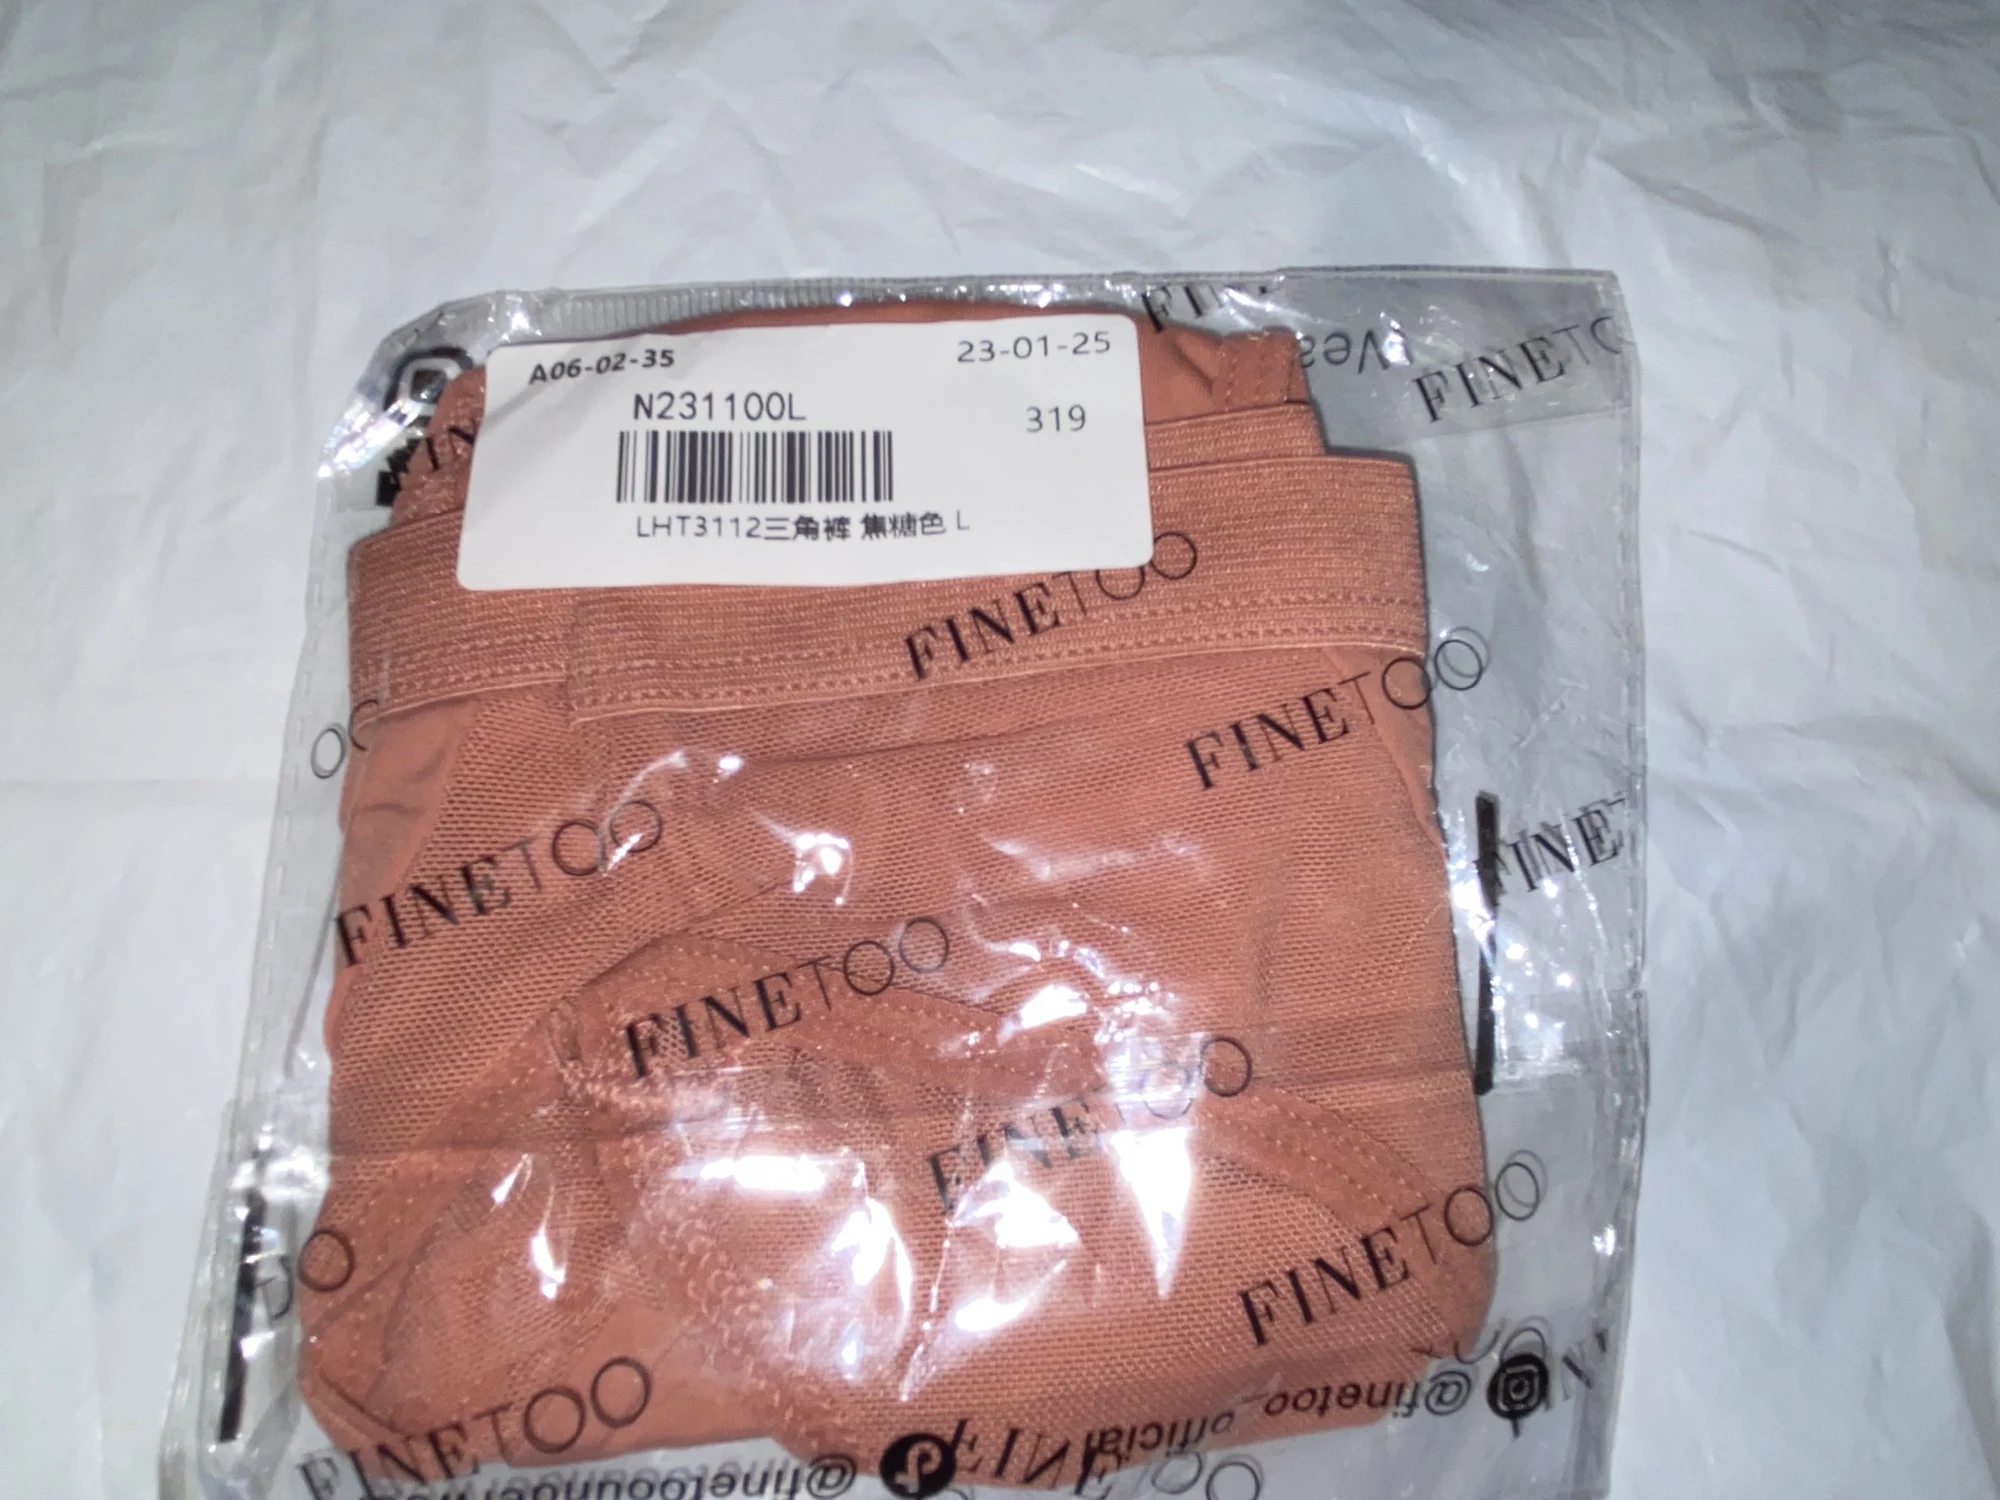 A06-02-35
23-01-25
N231100L
319
LHT3112三角裤 焦糖色 L
FINETOO
FINETOO
FINETOO
FINETOO
FINETOO
FINETOO
FINETOO
FINETOO
@finetoo_official